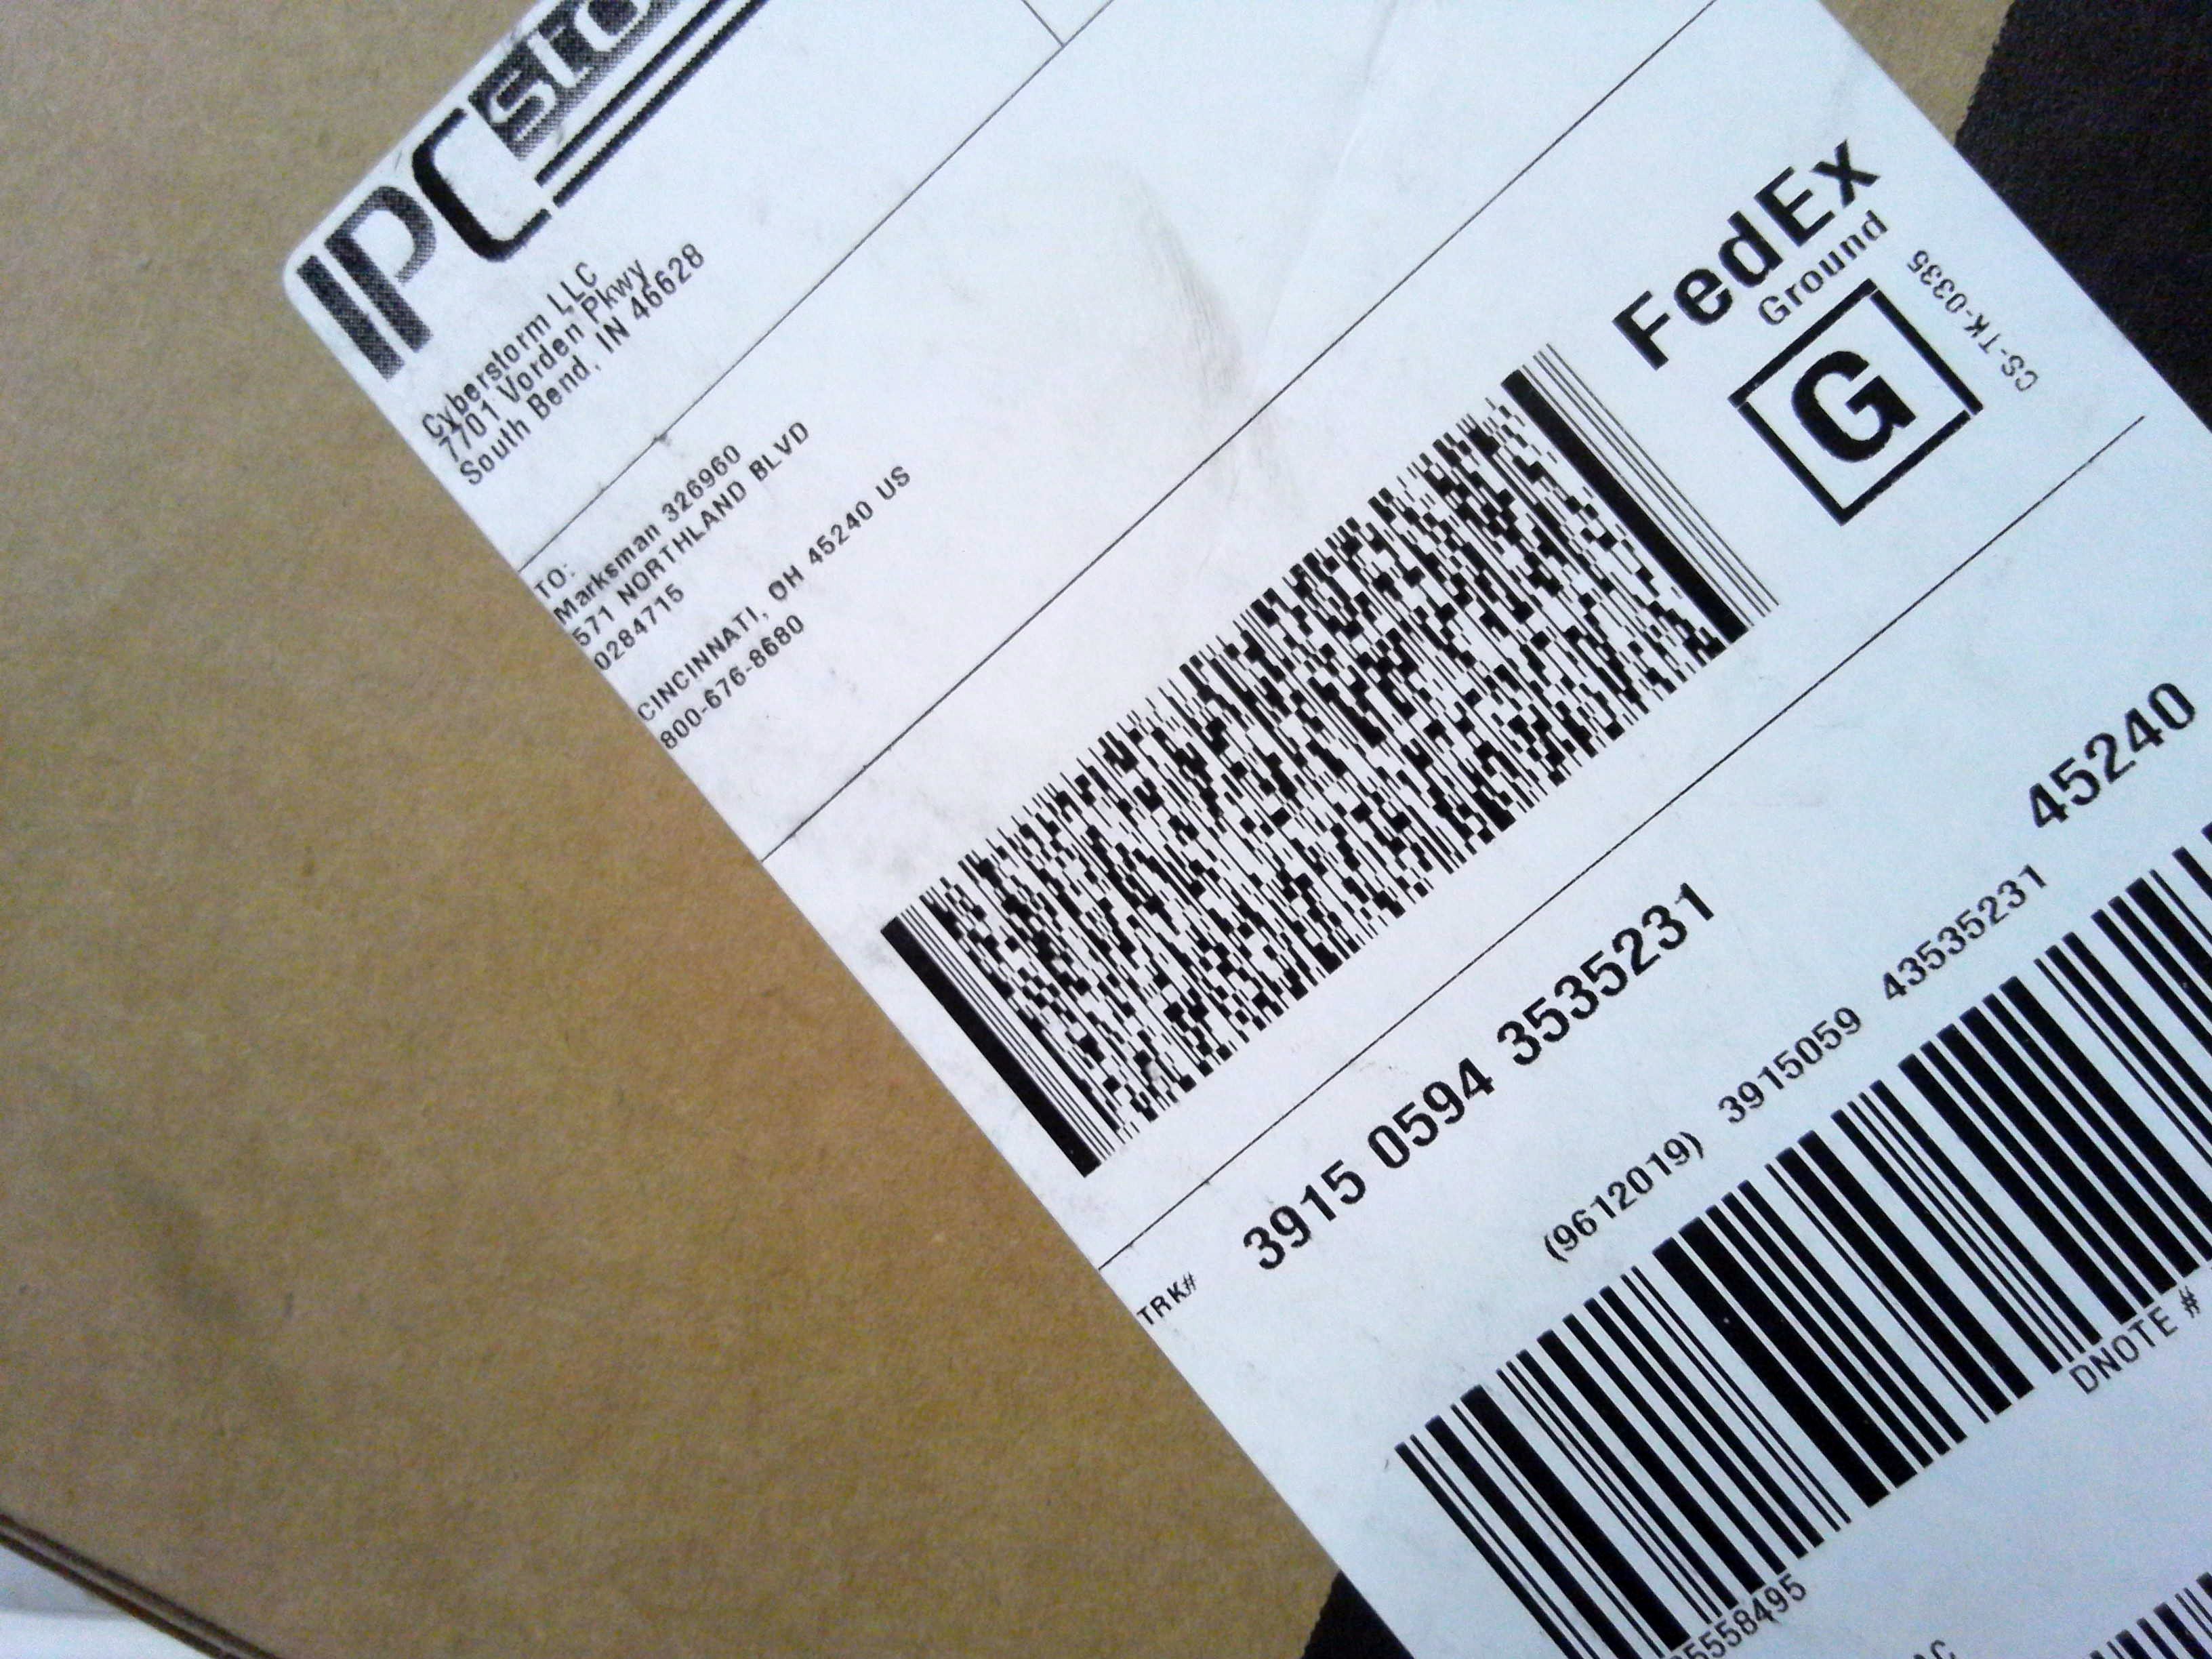 IPC
Cyberstorm LLC
7701 Vorden Pkwy
South Bend, IN 46628
TO:
Marksman 326960
571 NORTHLAND BLVD
0284715
CINCINNATI, OH 45240 US
800-676-8680
FedEx
Ground
G
CS-TK-0335
TRK# 3915 0594 3535231
45240
(9612019) 3915059 43535231
DNOTE #